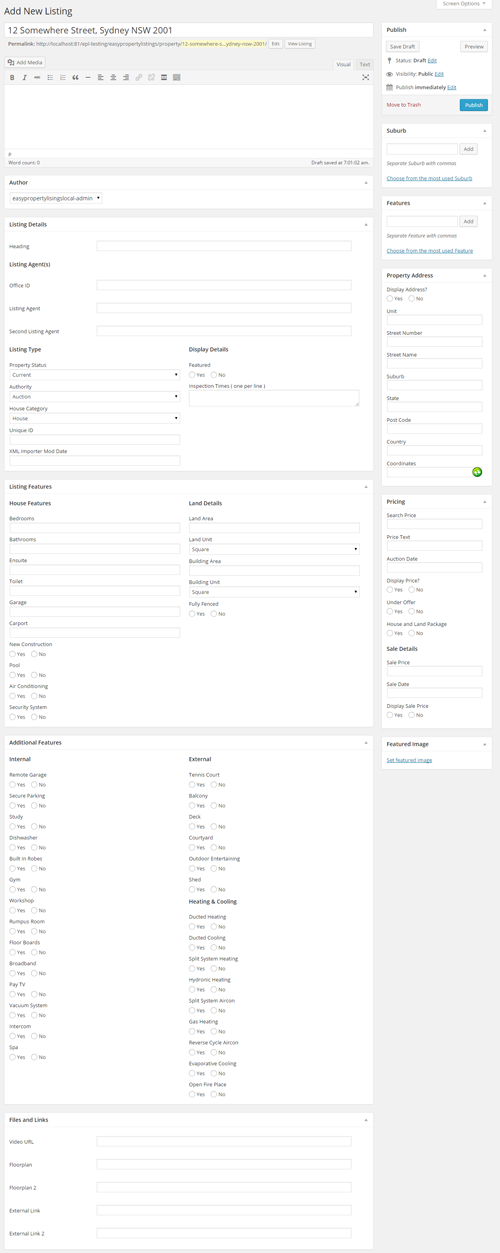 Screen Options ▾
Add New Listing
12 Somewhere Street, Sydney NSW 2001
Permalink: http://localhost:81/epl-testing/easypropertylistings/property/12-somewhere-s...ydney-nsw-2001/ Edit View Listing
Add Media
Visual Text
P
Word count: 0 Draft saved at 7:01:02 am.
Author
easypropertylisingslocal-admin
Listing Details
Heading
Listing Agent(s)
Office ID
Listing Agent
Second Listing Agent
Listing Type
Property Status
Current
Authority
Auction
House Category
House
Unique ID
XML Importer Mod Date
Display Details
Featured
Yes No
Inspection Times ( one per line )
Listing Features
House Features
Bedrooms
Bathrooms
Ensuite
Toilet
Garage
Carport
New Construction
Yes No
Pool
Yes No
Air Conditioning
Yes No
Security System
Yes No
Land Details
Land Area
Land Unit
Square
Building Area
Building Unit
Square
Fully Fenced
Yes No
Additional Features
Internal
Remote Garage
Yes No
Secure Parking
Yes No
Study
Yes No
Dishwasher
Yes No
Built In Robes
Yes No
Gym
Yes No
Workshop
Yes No
Rumpus Room
Yes No
Floor Boards
Yes No
Broadband
Yes No
Pay TV
Yes No
Vacuum System
Yes No
Intercom
Yes No
Spa
Yes No
External
Tennis Court
Yes No
Balcony
Yes No
Deck
Yes No
Courtyard
Yes No
Outdoor Entertaining
Yes No
Shed
Yes No
Heating & Cooling
Ducted Heating
Yes No
Ducted Cooling
Yes No
Split System Heating
Yes No
Hydronic Heating
Yes No
Split System Aircon
Yes No
Gas Heating
Yes No
Reverse Cycle Aircon
Yes No
Evaporative Cooling
Yes No
Open Fire Place
Yes No
Files and Links
Video URL
Floorplan
Floorplan 2
External Link
External Link 2
Publish
Save Draft Preview
Status: Draft Edit
Visibility: Public Edit
Publish immediately Edit
Move to Trash Publish
Suburb
Add
Separate Suburb with commas
Choose from the most used Suburb
Features
Add
Separate Feature with commas
Choose from the most used Feature
Property Address
Display Address?
Yes No
Unit
Street Number
Street Name
Suburb
State
Post Code
Country
Coordinates
Pricing
Search Price
Price Text
Auction Date
Display Price?
Yes No
Under Offer
Yes No
House and Land Package
Yes No
Sale Details
Sale Price
Sale Date
Display Sale Price
Yes No
Featured Image
Set featured image